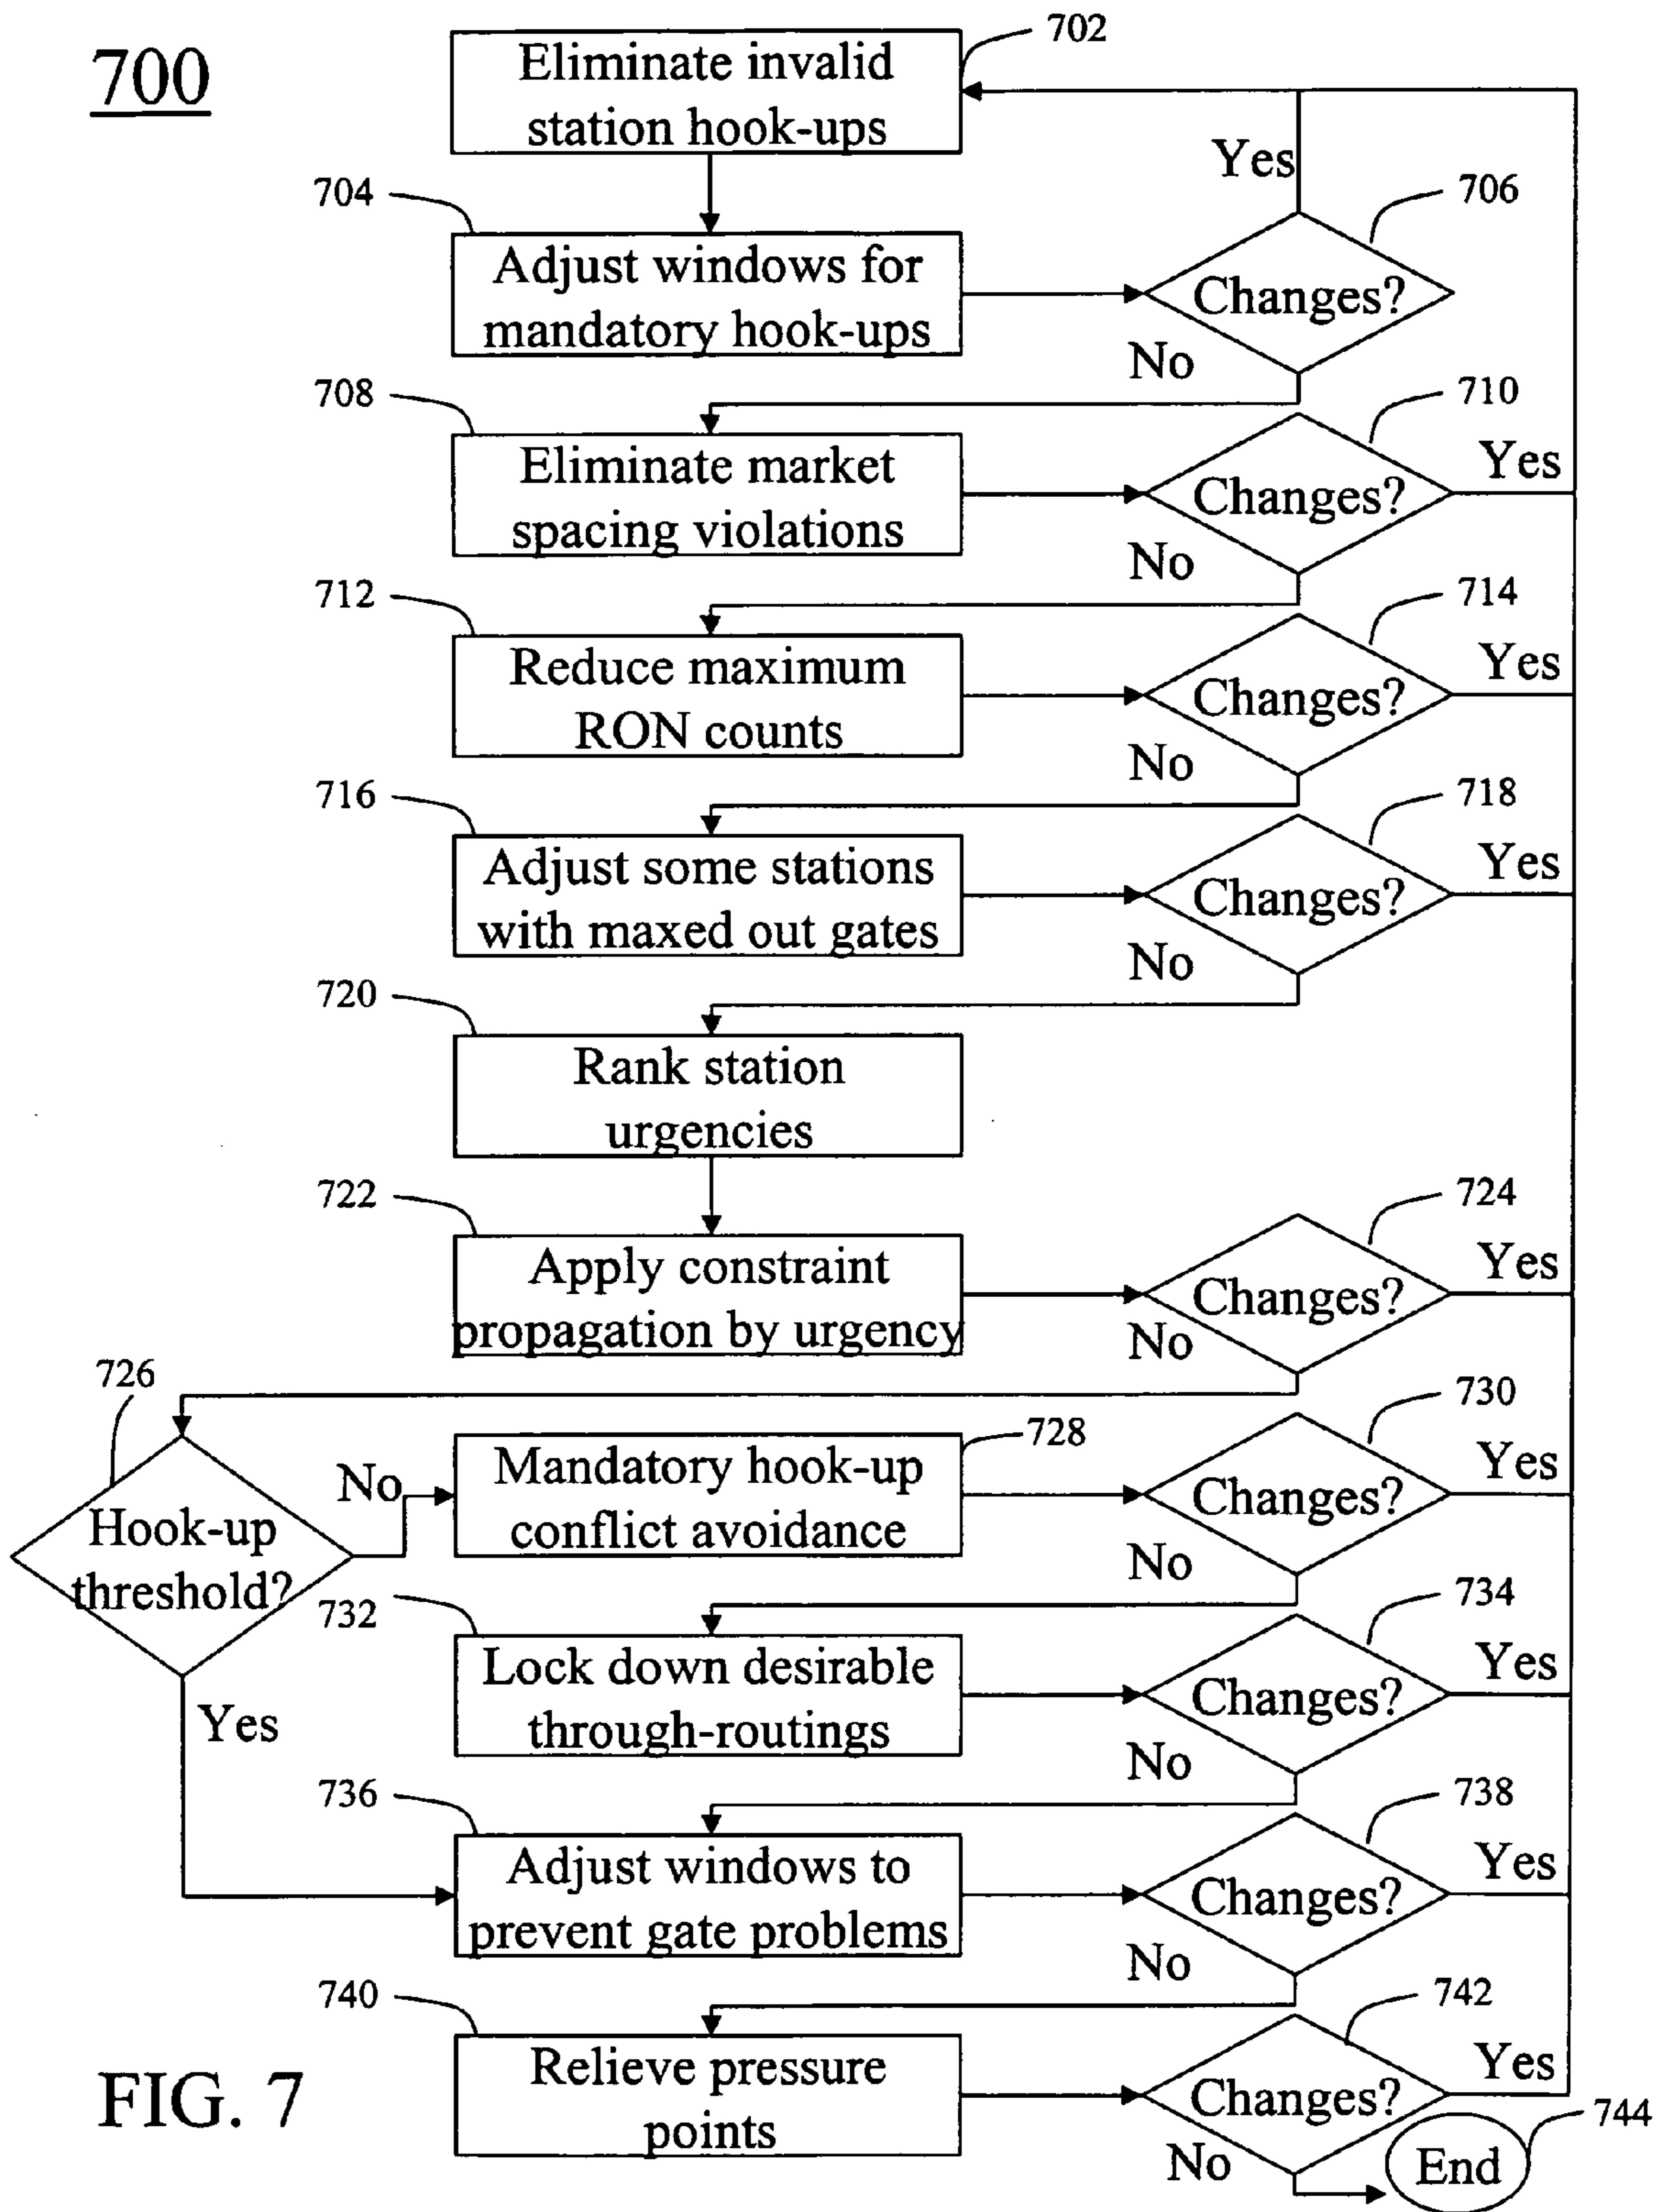 700
702
Eliminate invalid
station hook-ups
Yes
704
706
Adjust windows for
mandatory hook-ups
Changes?
No
708
710
Eliminate market
spacing violations
Changes?
Yes
No
712
714
Reduce maximum
RON counts
Changes?
Yes
No
716
718
Adjust some stations
with maxed out gates
Changes?
Yes
No
720
Rank station
urgencies
722
724
Apply constraint
propagation by urgency
Changes?
Yes
No
726
Hook-up
threshold?
No
Yes
728
730
Mandatory hook-up
conflict avoidance
Changes?
Yes
No
732
734
Lock down desirable
through-routings
Changes?
Yes
No
736
738
Adjust windows to
prevent gate problems
Changes?
Yes
No
740
742
Relieve pressure
points
Changes?
Yes
No
744
End
FIG. 7